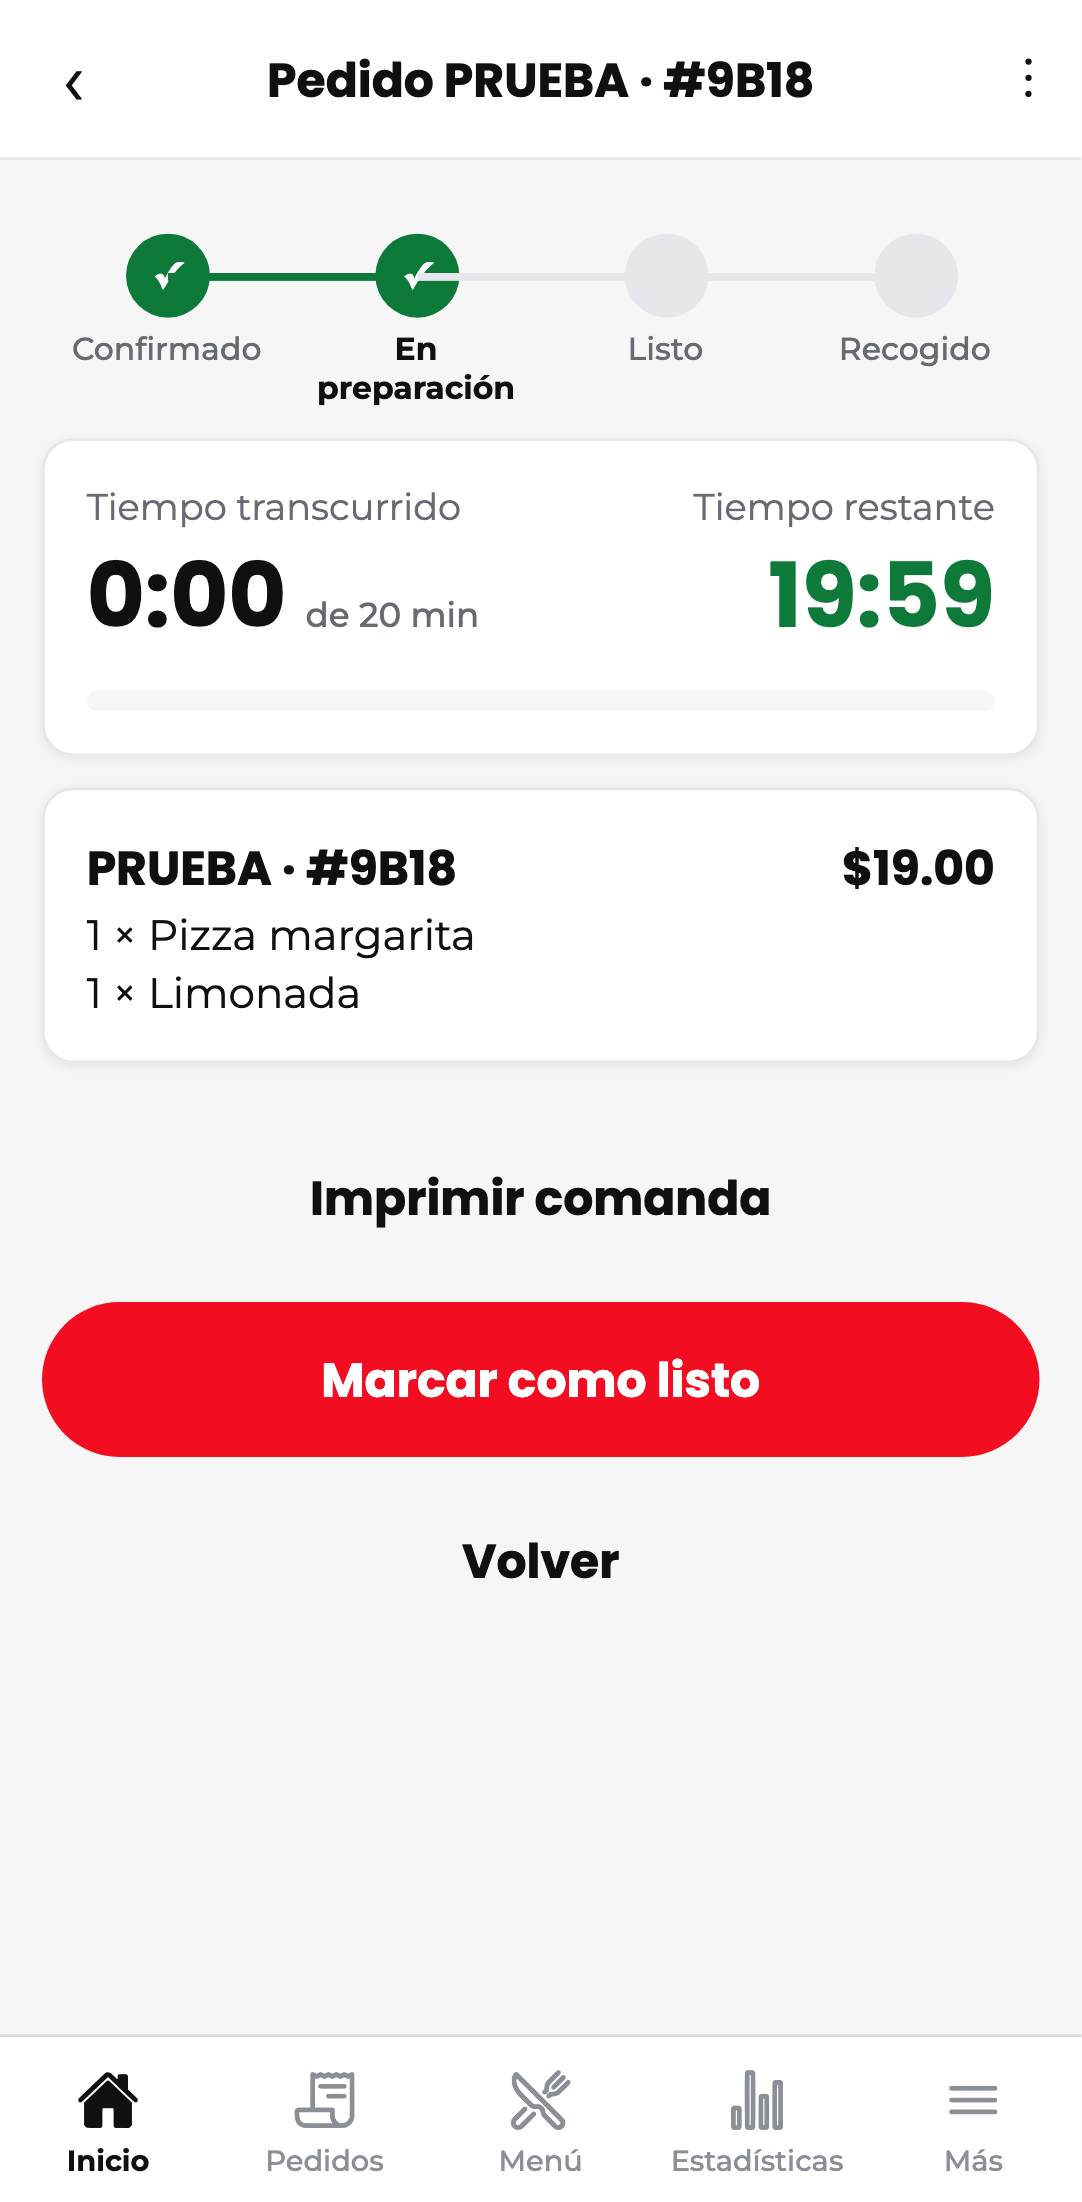 Pedido PRUEBA · #9B18
Confirmado
En
preparación
Listo
Recogido
Tiempo transcurrido
Tiempo restante
0:00 de 20 min
19:59
PRUEBA · #9B18
$19.00
1 × Pizza margarita
1 × Limonada
Imprimir comanda
Marcar como listo
Volver
Inicio
Pedidos
Menú
Estadísticas
Más